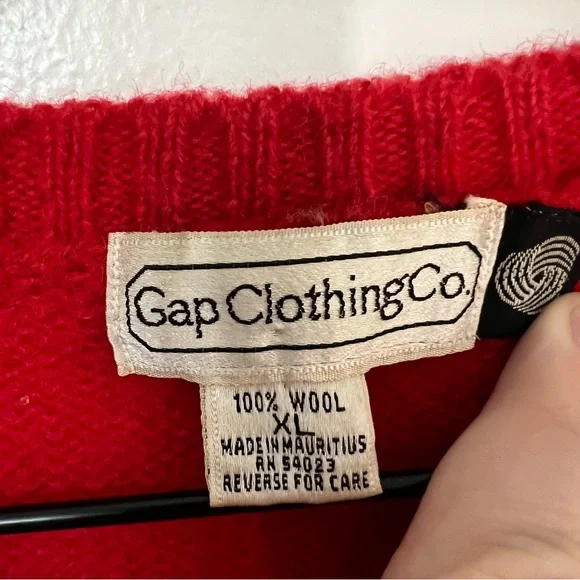 Gap Clothing Co.
100% WOOL
XL
MADE IN MAURITIUS
RN 54023
REVERSE FOR CARE